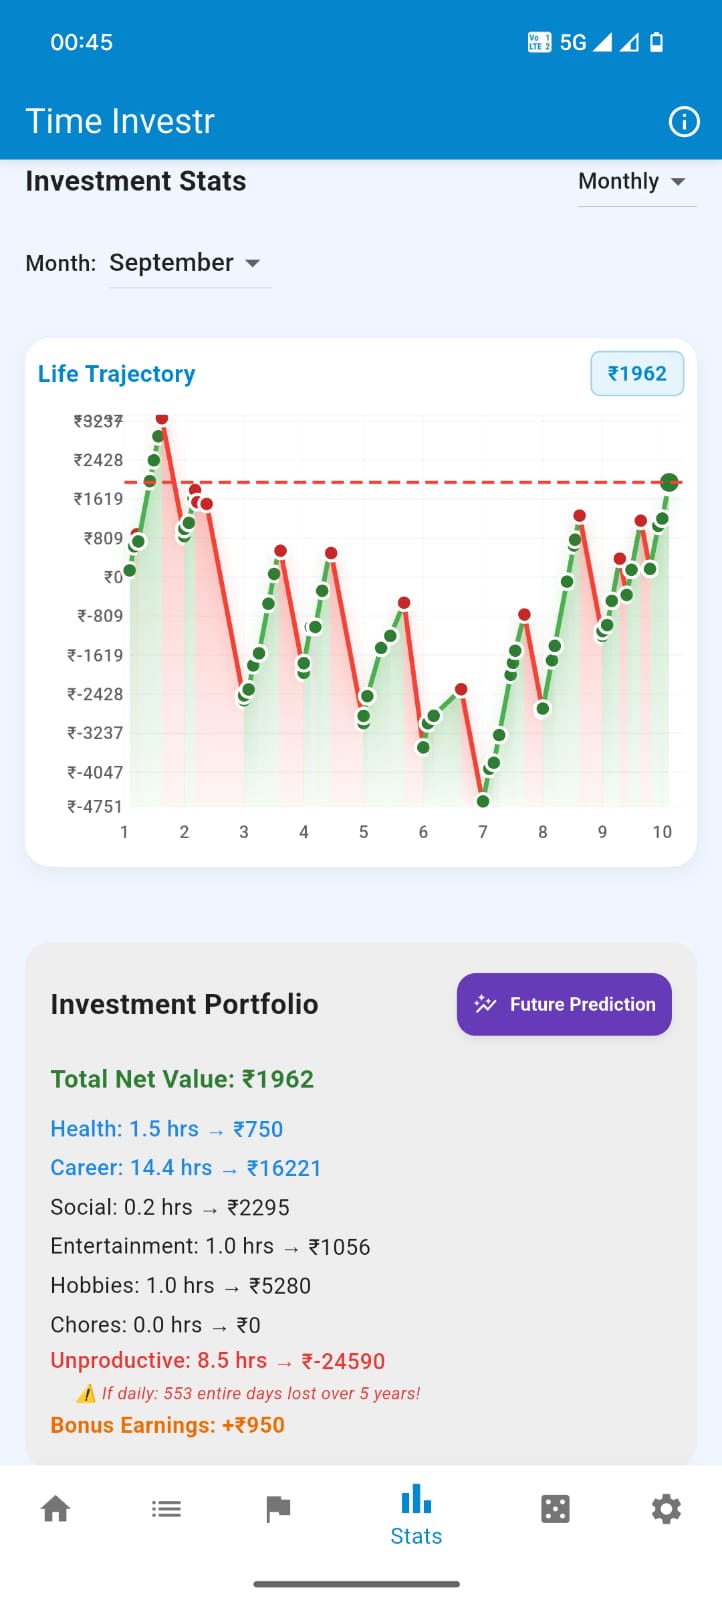 00:45
Vo 1 LTE 2 5G
Time Investr
Investment Stats
Monthly
Month: September
Life Trajectory
₹1962
₹3237
₹2428
₹1619
₹809
₹0
₹-809
₹-1619
₹-2428
₹-3237
₹-4047
₹-4751
1 2 3 4 5 6 7 8 9 10
Investment Portfolio
Future Prediction
Total Net Value: ₹1962
Health: 1.5 hrs → ₹750
Career: 14.4 hrs → ₹16221
Social: 0.2 hrs → ₹2295
Entertainment: 1.0 hrs → ₹1056
Hobbies: 1.0 hrs → ₹5280
Chores: 0.0 hrs → ₹0
Unproductive: 8.5 hrs → ₹-24590
⚠️ If daily: 553 entire days lost over 5 years!
Bonus Earnings: +₹950
Stats